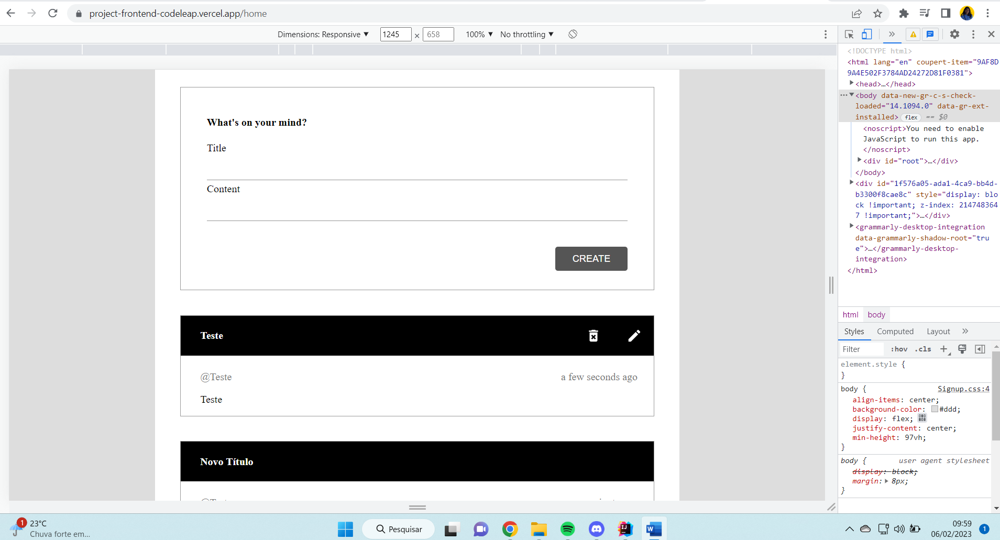 project-frontend-codeleap.vercel.app/home
Dimensions: Responsive ▼ 1245 × 658 100% ▼ No throttling ▼
What's on your mind?
Title
Content
CREATE
Teste
@Teste a few seconds ago
Teste
Novo Título
<!DOCTYPE html>
<html lang="en" coupert-item="9AF8D
9A4E502F3784AD24272D81F0381">
<head>…</head>
<body data-new-gr-c-s-check-
loaded="14.1094.0" data-gr-ext-
installed> flex == $0
<noscript>You need to enable
JavaScript to run this app.
</noscript>
<div id="root">…</div>
</body>
<div id="1f576a05-ada1-4ca9-bb4d-
b3300f8cae8c" style="display: blo
ck !important; z-index: 214748364
7 !important;">…</div>
<grammarly-desktop-integration
data-grammarly-shadow-root="tru
e">…</grammarly-desktop-
integration>
</html>
html body
Styles Computed Layout »
Filter :hov .cls +
element.style {
}
body { Signup.css:4
align-items: center;
background-color: #ddd;
display: flex;
justify-content: center;
min-height: 97vh;
}
body { user agent stylesheet
display: block;
margin: 8px;
}
1
23°C
Chuva forte em...
Pesquisar
09:59
06/02/2023
1